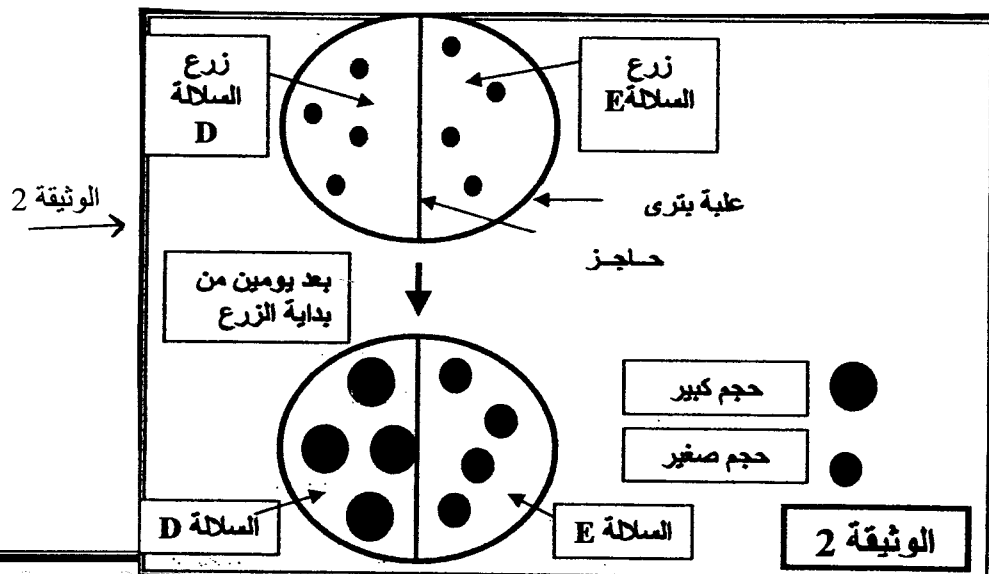 زرع
السلالة
D
زرع
السلالة E
الوثيقة 2
علبة بترى
حاجز
بعد يومين من
بداية الزرع
حجم كبير
حجم صغير
السلالة D
السلالة E
الوثيقة 2